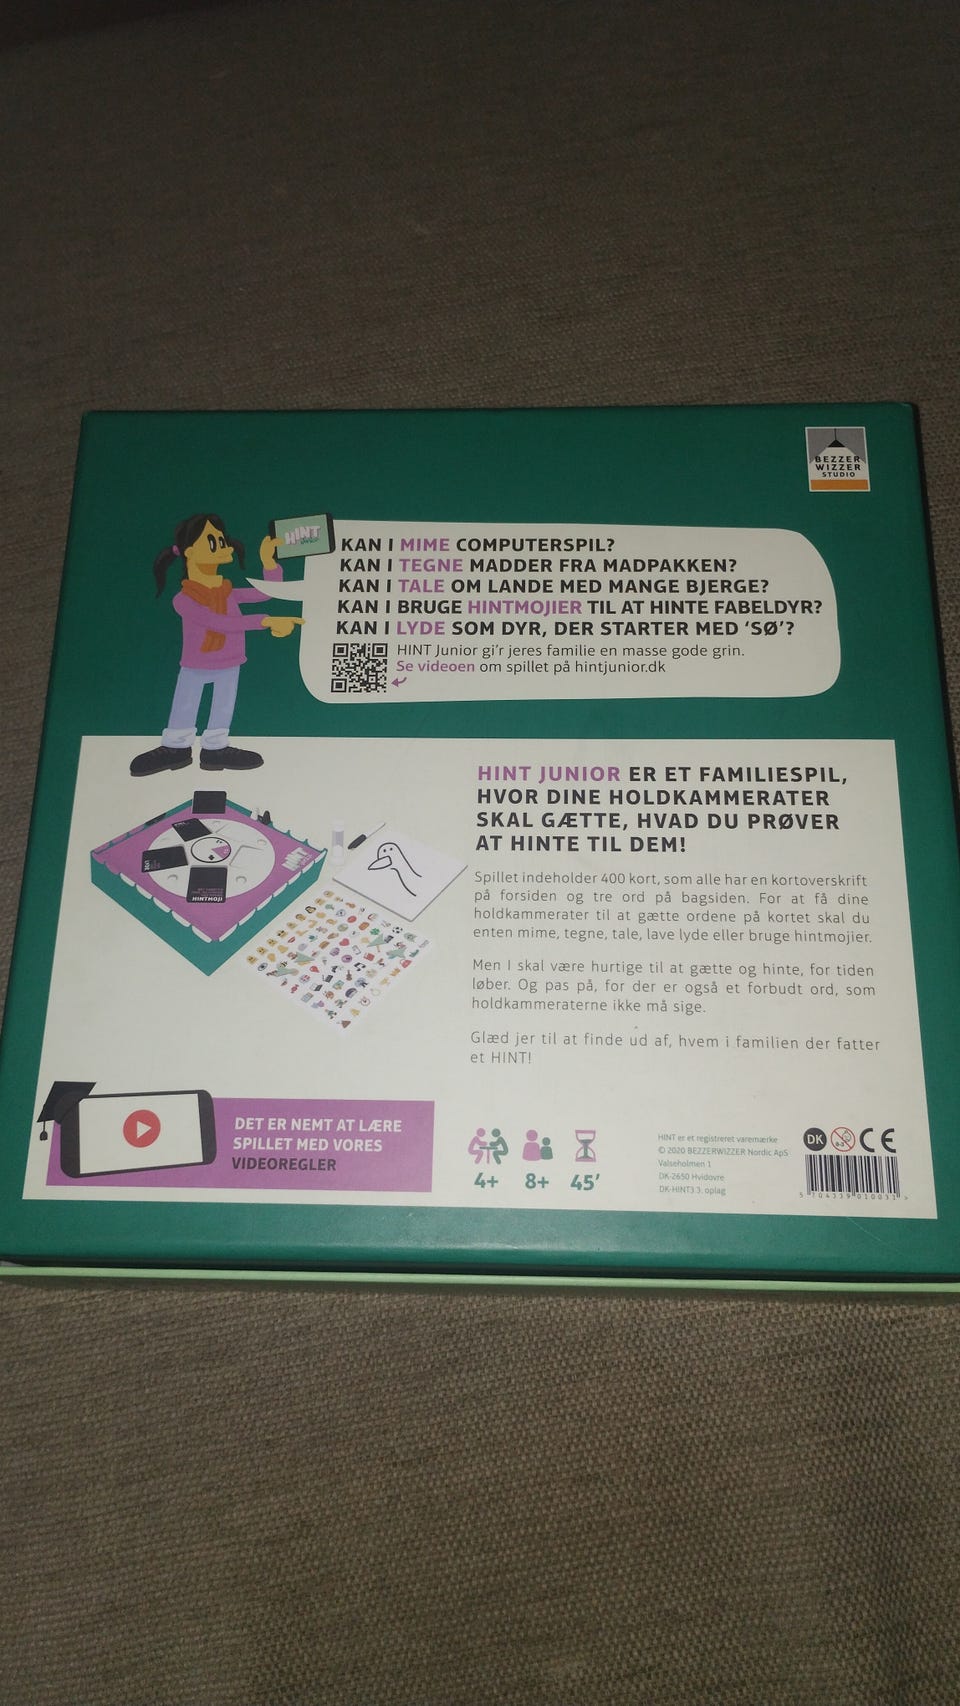 BEZZER
WIZZER
STUDIO
HINT
KAN I MIME COMPUTERSPIL?
KAN I TEGNE MADDER FRA MADPAKKEN?
KAN I TALE OM LANDE MED MANGE BJERGE?
KAN I BRUGE HINTMOJIER TIL AT HINTE FABELDYR?
KAN I LYDE SOM DYR, DER STARTER MED 'SØ'?
HINT Junior gi'r jeres familie en masse gode grin.
Se videoen om spillet på hintjunior.dk
HINT JUNIOR ER ET FAMILIESPIL,
HVOR DINE HOLDKAMMERATER
SKAL GÆTTE, HVAD DU PRØVER
AT HINTE TIL DEM!
Spillet indeholder 400 kort, som alle har en kortoverskrift
på forsiden og tre ord på bagsiden. For at få dine
holdkammerater til at gætte ordene på kortet skal du
enten mime, tegne, tale, lave lyde eller bruge hintmojier.
Men I skal være hurtige til at gætte og hinte, for tiden
løber. Og pas på, for der er også et forbudt ord, som
holdkammeraterne ikke må sige.
Glæd jer til at finde ud af, hvem i familien der fatter
et HINT!
HINTMOJI
DET ER NEMT AT LÆRE
SPILLET MED VORES
VIDEOREGLER
4+ 8+ 45'
HINT er et registreret varemærke
© 2020 BEZZERWIZZER Nordic ApS
Valseholmen 1
DK-2650 Hvidovre
DK-HINT3.3. oplag
DK 0-3 CE
5 704339 010031 >